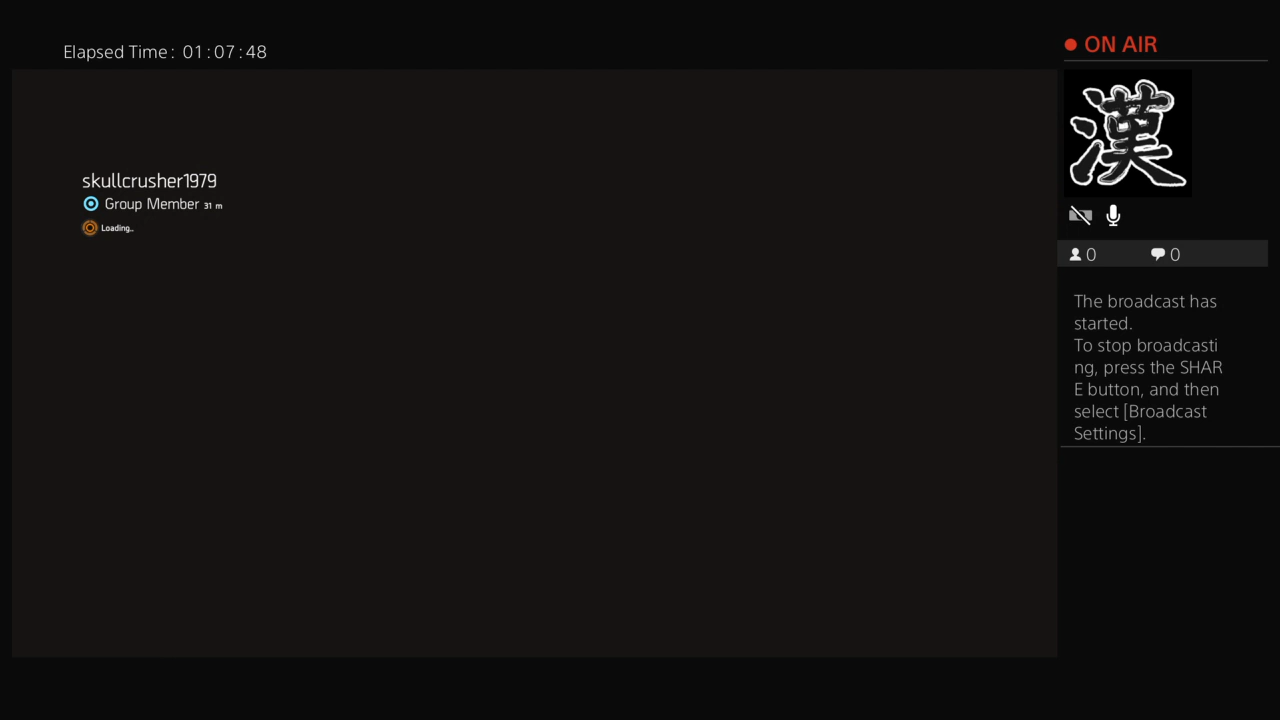 Elapsed Time: 01:07:48
ON AIR
漢
skullcrusher1979
Group Member 31 m
Loading..
0 0
The broadcast has
started.
To stop broadcasti
ng, press the SHAR
E button, and then
select [Broadcast
Settings].